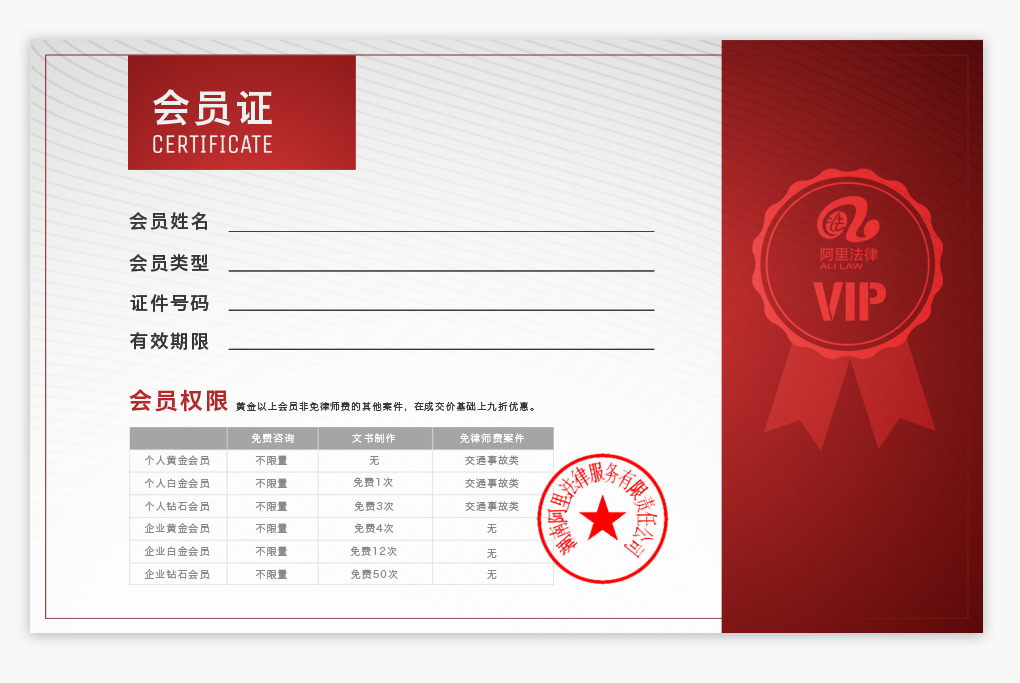 会员证
CERTIFICATE
会员姓名
会员类型
证件号码
有效期限
会员权限 黄金以上会员非免律师费的其他案件，在成交价基础上九折优惠。
免费咨询 文书制作 免律师费案件
个人黄金会员 不限量 无 交通事故类
个人白金会员 不限量 免费1次 交通事故类
个人钻石会员 不限量 免费3次 交通事故类
企业黄金会员 不限量 免费4次 无
企业白金会员 不限量 免费12次 无
企业钻石会员 不限量 免费50次 无
湖南阿里法律服务有限责任公司
法
阿里法律
ALI LAW
VIP